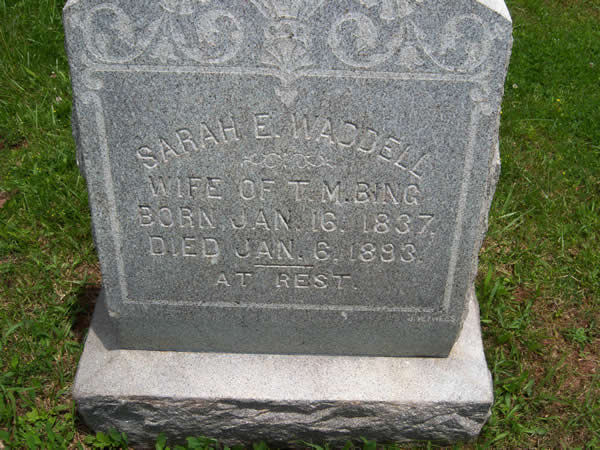 SARAH E. WADDELL
WIFE OF T. M. BING
BORN JAN. 16. 1837.
DIED JAN. 6. 1893.
AT REST.